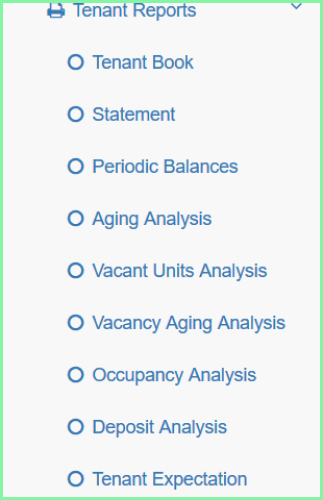 Tenant Reports
Tenant Book
Statement
Periodic Balances
Aging Analysis
Vacant Units Analysis
Vacancy Aging Analysis
Occupancy Analysis
Deposit Analysis
Tenant Expectation